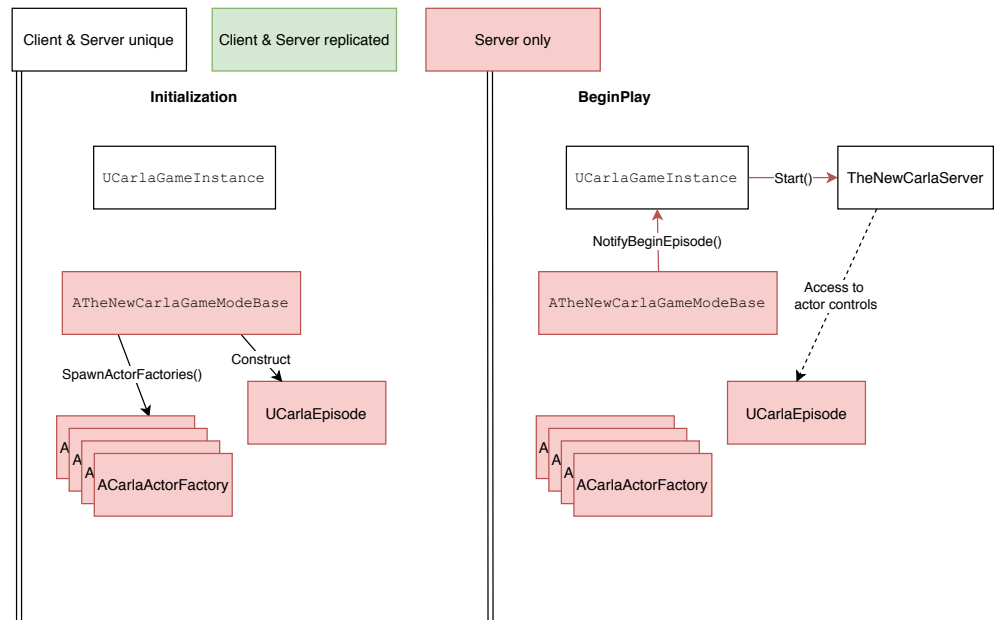 Client & Server unique
Client & Server replicated
Server only
Initialization
UCarlaGameInstance
ATheNewCarlaGameModeBase
SpawnActorFactories()
Construct
UCarlaEpisode
A
A
A
ACarlaActorFactory
BeginPlay
UCarlaGameInstance
Start()
TheNewCarlaServer
NotifyBeginEpisode()
ATheNewCarlaGameModeBase
Access to
actor controls
UCarlaEpisode
A
A
A
ACarlaActorFactory